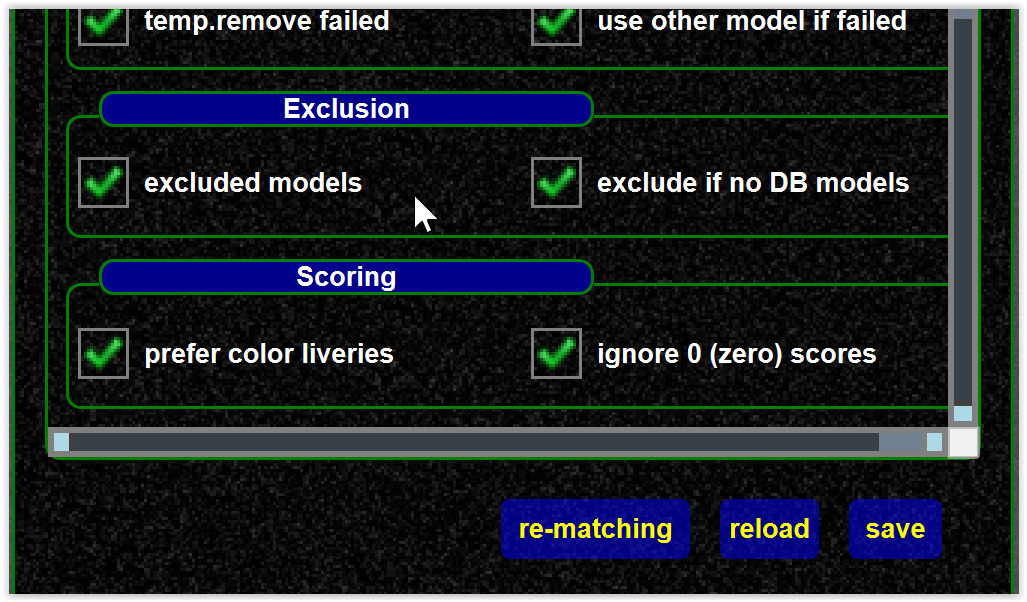 temp.remove failed use other model if failed
Exclusion
excluded models exclude if no DB models
Scoring
prefer color liveries ignore 0 (zero) scores
re-matching reload save